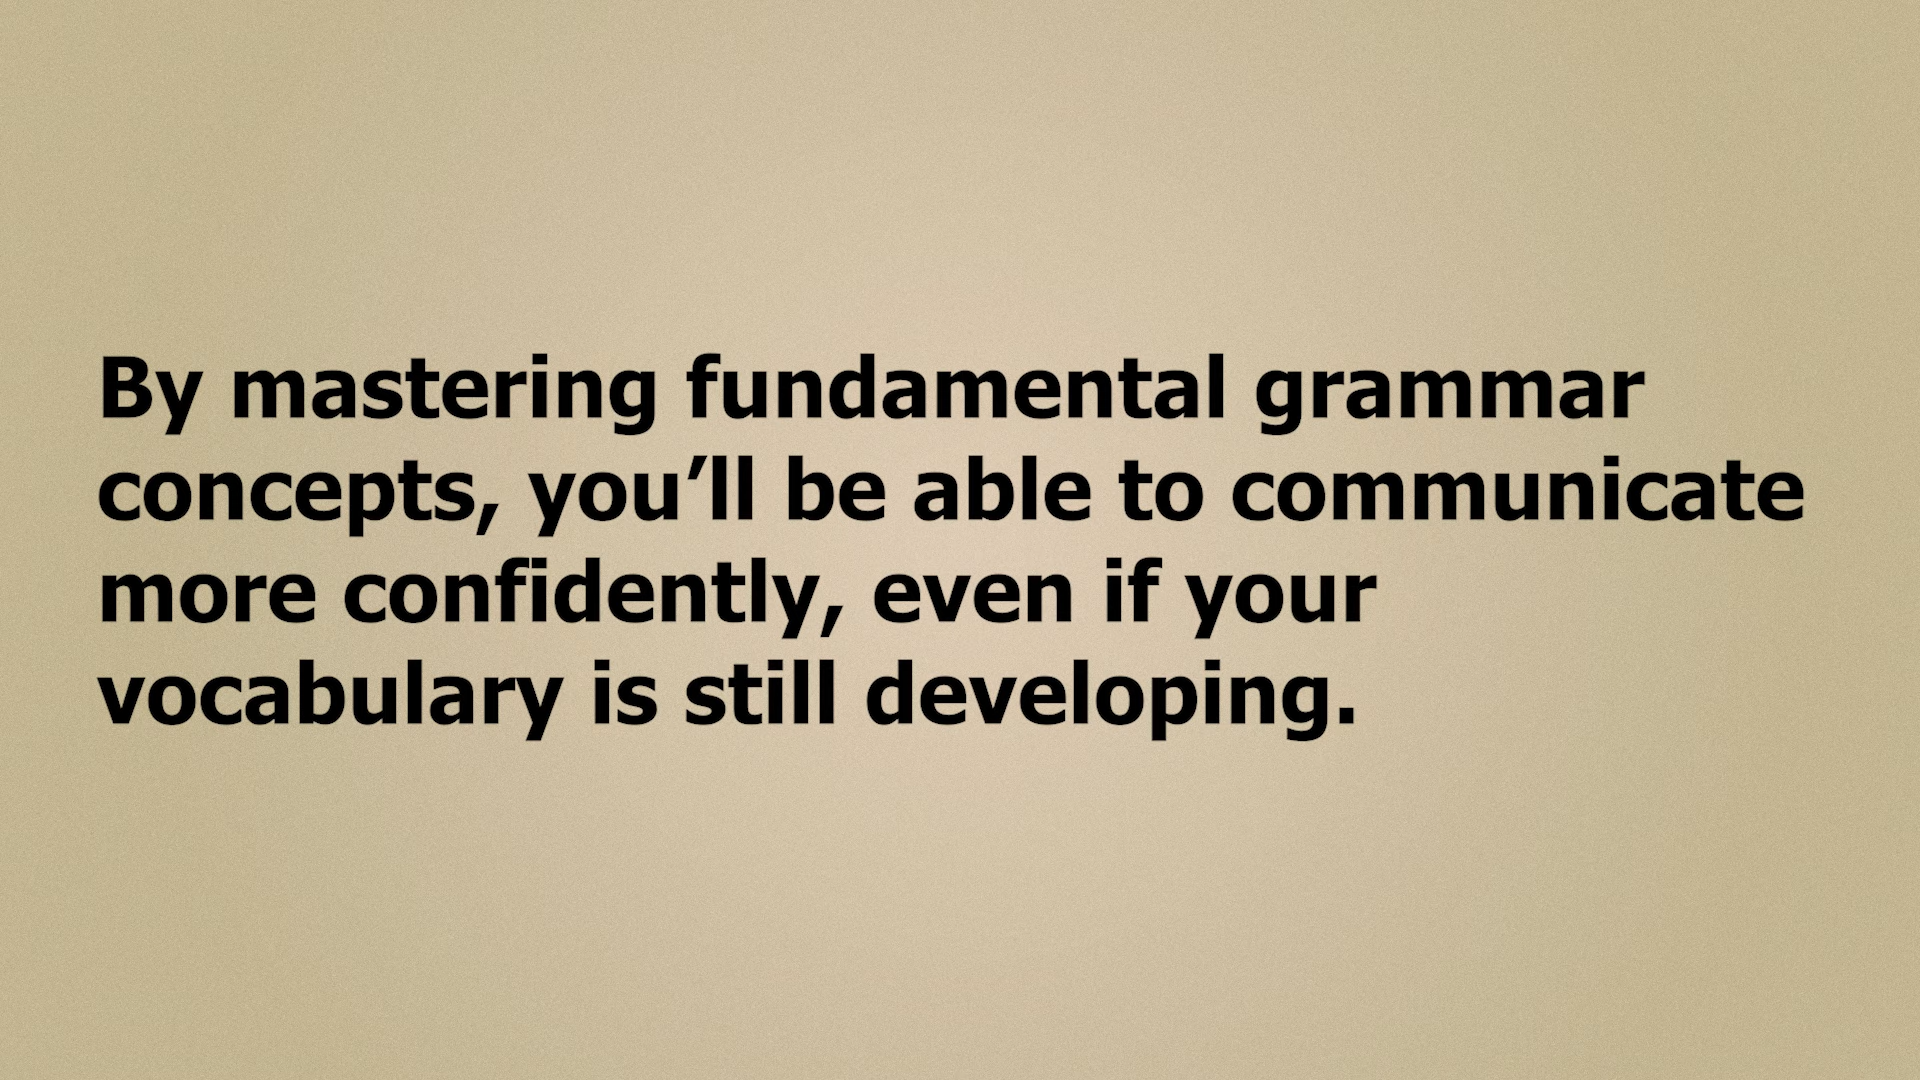 By mastering fundamental grammar
concepts, you’ll be able to communicate
more confidently, even if your
vocabulary is still developing.